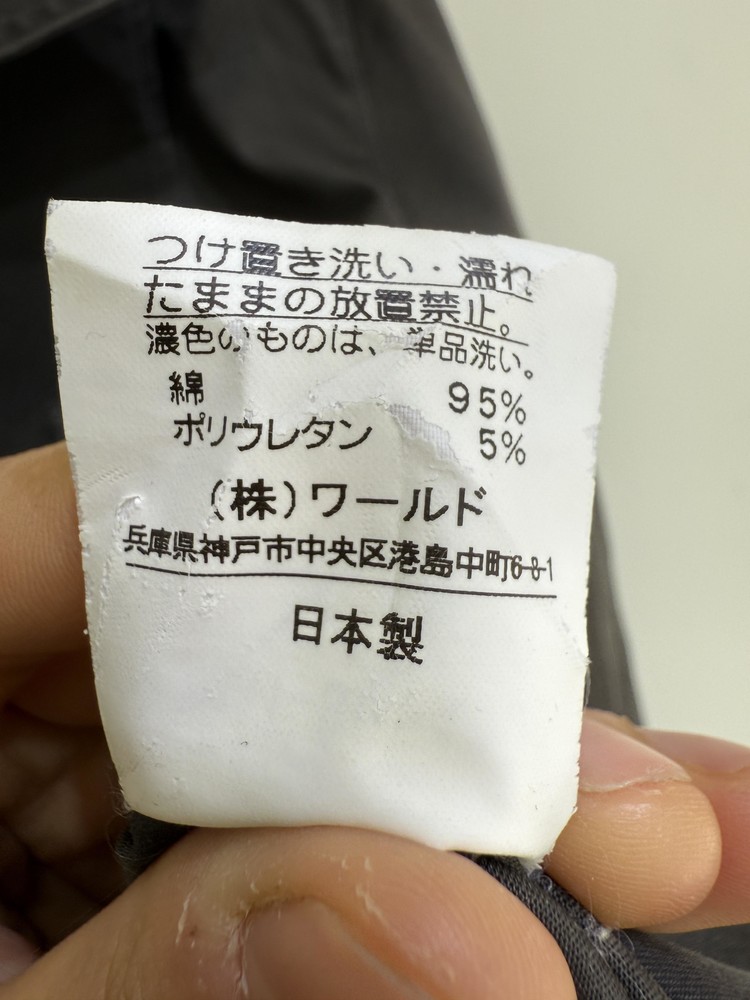 つけ置き洗い・濡れ
たままの放置禁止。
濃色のものは、単品洗い。
綿 95%
ポリウレタン 5%
(株)ワールド
兵庫県神戸市中央区港島中町6-8-1
日本製